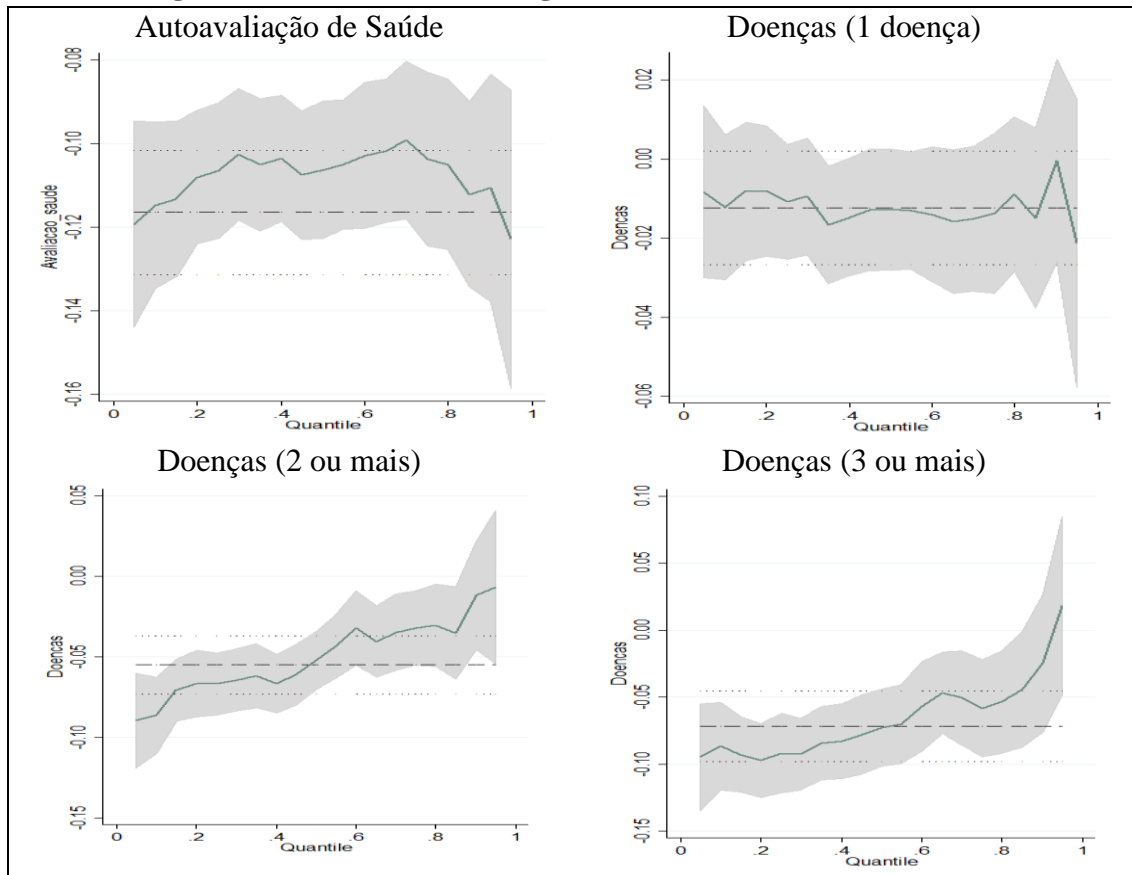 Autoavaliação de Saúde
-0.08
-0.10
-0.12
-0.14
-0.16
Avaliacao_saude
0 .2 .4 .6 .8 1
Quantile
Doenças (1 doença)
0.02
0.00
-0.02
-0.04
-0.06
Doencas
0 .2 .4 .6 .8 1
Quantile
Doenças (2 ou mais)
0.05
0.00
-0.05
-0.10
-0.15
Doencas
0 .2 .4 .6 .8 1
Quantile
Doenças (3 ou mais)
0.10
0.05
0.00
-0.05
-0.10
-0.15
Doencas
0 .2 .4 .6 .8 1
Quantile